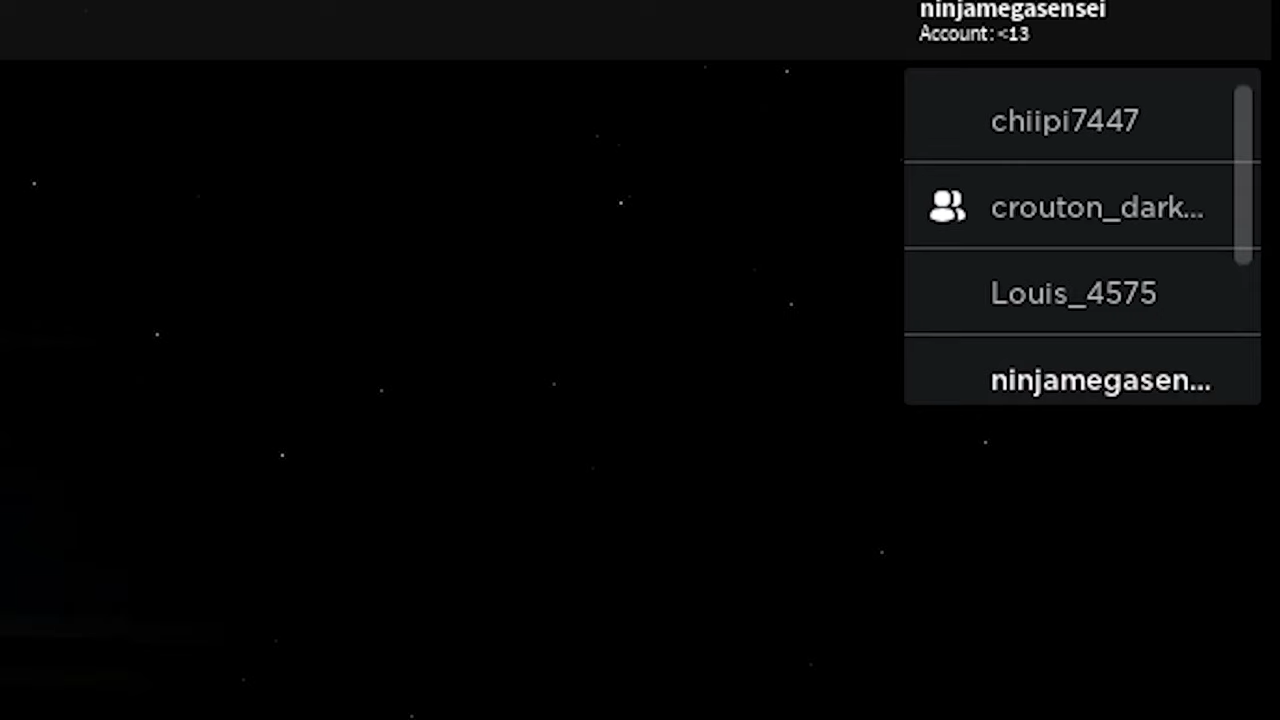 ninjamegasensei
Account: <13
chiipi7447
crouton_dark...
Louis_4575
ninjamegasen...